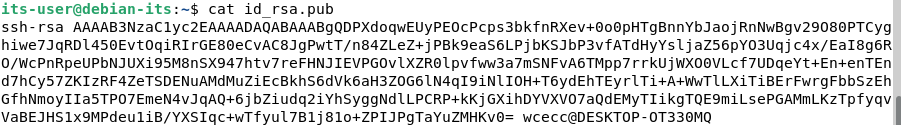 its-user@debian-its:~$ cat id_rsa.pub
ssh-rsa AAAAB3NzaC1yc2EAAAADAQABAAABgQDPXdoqwEUyPEOcPcps3bkfnRXev+0o0pHTgBnnYbJaojRnNwBgv29O80PTCyg
hiwe7JqRDl450EvtOqiRIrGE80eCvAC8JgPwtT/n84ZLeZ+jPBk9eaS6LPjbKSJbP3vfATdHyYsljaZ56pYO3Uqjc4x/EaI8g6R
O/WcPnRpeUPbNJUXi95M8nSX947htv7reFHNJIEVPGOvlXZR0lpvfww3a7mSNFvA6TMpp7rrkUjWXO0VLcf7UDqeYt+En+enTEn
d7hCy57ZKIzRF4ZeTSDENuAMdMuZiEcBkhS6dVk6aH3ZOG6lN4qI9iNlIOH+T6ydEhTEyrlTi+A+WwTlLXiTiBErFwrgFbbSzEh
GfhNmoyIIa5TPO7EmeN4vJqAQ+6jbZiudq2iYhSyggNdlLPCRP+kKjGXihDYVXVO7aQdEMyTIikgTQE9miLsePGAMmLKzTpfyqv
VaBEJHS1x9MPdeu1iB/YXSIqc+wTfyul7B1j81o+ZPIJPgTaYuZMHKv0= wcecc@DESKTOP-OT330MQ